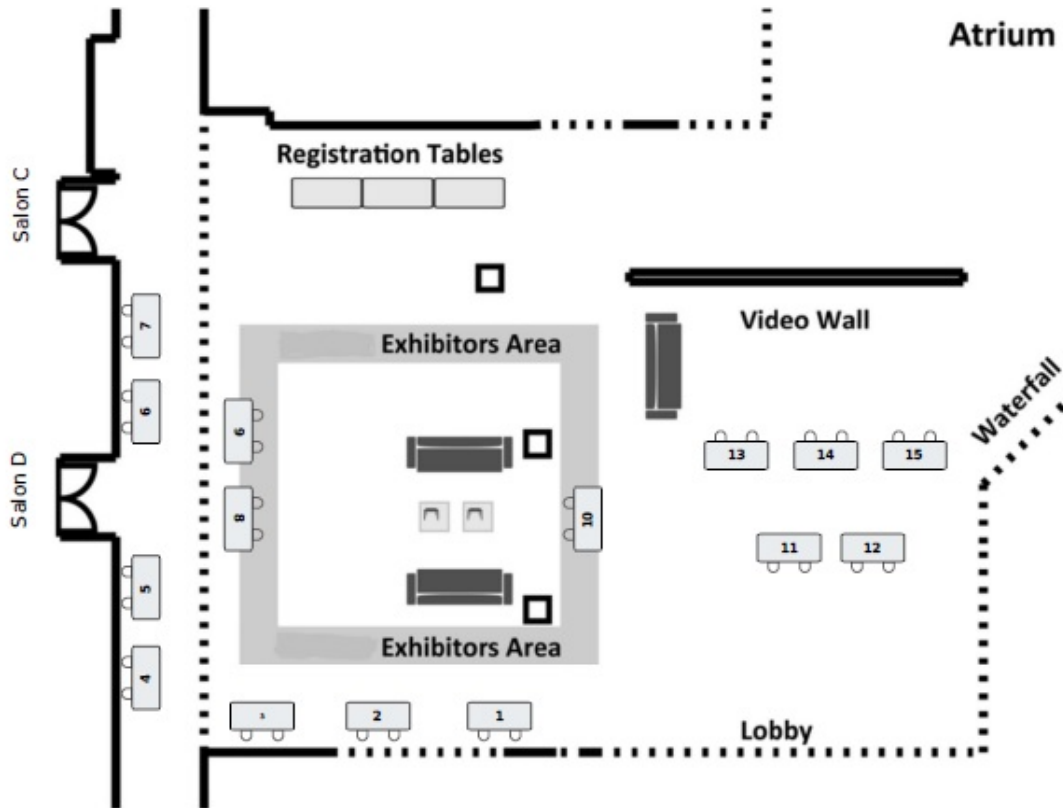 Atrium
Registration Tables
Salon C
Video Wall
7
Exhibitors Area
6
9
Waterfall
13
14
15
Salon D
8
10
11
12
5
Exhibitors Area
4
3
2
1
Lobby